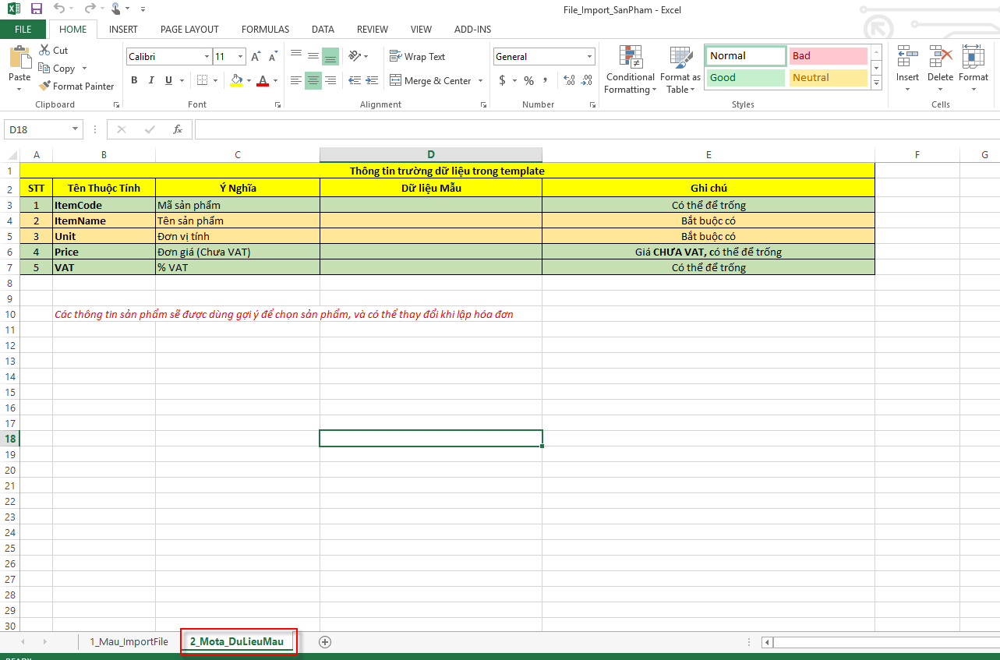 File_Import_SanPham - Excel
FILE HOME INSERT PAGE LAYOUT FORMULAS DATA REVIEW VIEW ADD-INS
Paste
Cut
Copy
Format Painter
Clipboard
Calibri 11
B I U
Font
Wrap Text
Merge & Center
Alignment
General
$ % ,
Number
Conditional Formatting
Format as Table
Normal Bad
Good Neutral
Styles
Insert Delete Format
Cells
D18
fx
A B C D E F G
1 Thông tin trường dữ liệu trong template
2 STT Tên Thuộc Tính Ý Nghĩa Dữ liệu Mẫu Ghi chú
3 1 ItemCode Mã sản phẩm Có thể để trống
4 2 ItemName Tên sản phẩm Bắt buộc có
5 3 Unit Đơn vị tính Bắt buộc có
6 4 Price Đơn giá (Chưa VAT) Giá CHƯA VAT, có thể để trống
7 5 VAT % VAT Có thể để trống
8
9
10 Các thông tin sản phẩm sẽ được dùng gợi ý để chọn sản phẩm, và có thể thay đổi khi lập hóa đơn
11
12
13
14
15
16
17
18
19
20
21
22
23
24
25
26
27
28
29
30
1_Mau_ImportFile 2_Mota_DuLieuMau
READY